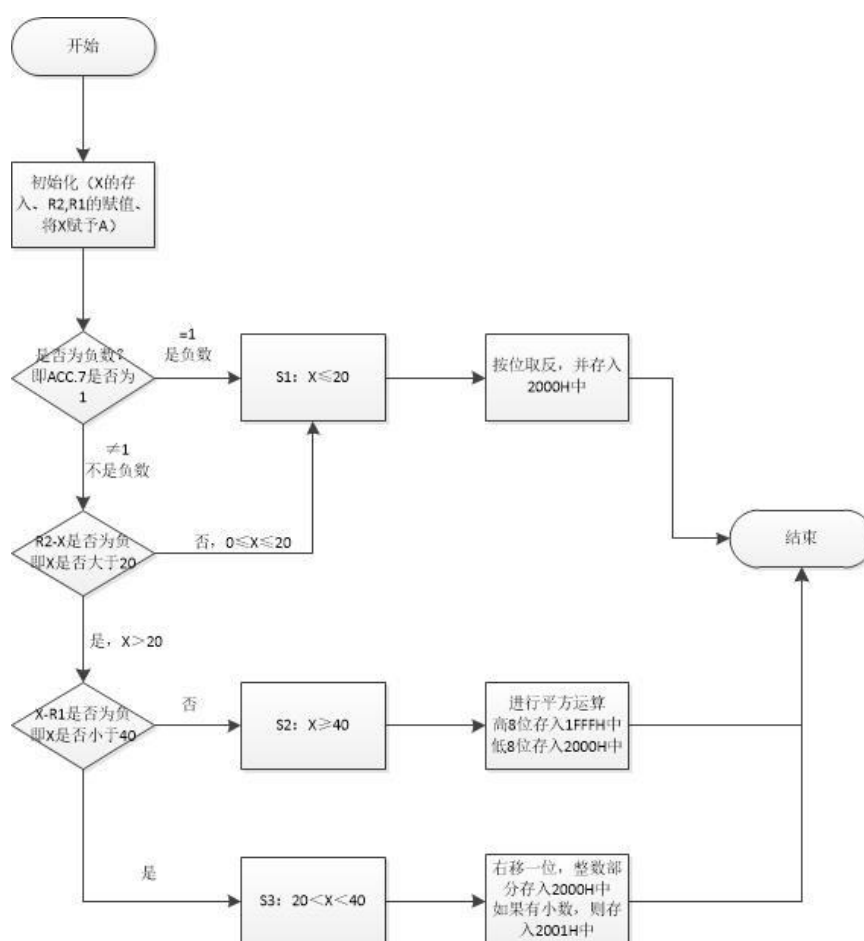 开始
初始化（X的存
入、R2,R1的赋值、
将X赋予A）
是否为负数？
即ACC.7是否为
1
=1
是负数
S1：X≤20
按位取反，并存入
2000H中
≠1
不是负数
R2-X是否为负
即X是否大于20
否，0≤X≤20
结束
是，X＞20
X-R1是否为负
即X是否小于40
否
S2：X≥40
进行平方运算
高8位存入1FFFH中
低8位存入2000H中
是
S3：20＜X＜40
右移一位，整数部
分存入2000H中
如果有小数，则存
入2001H中